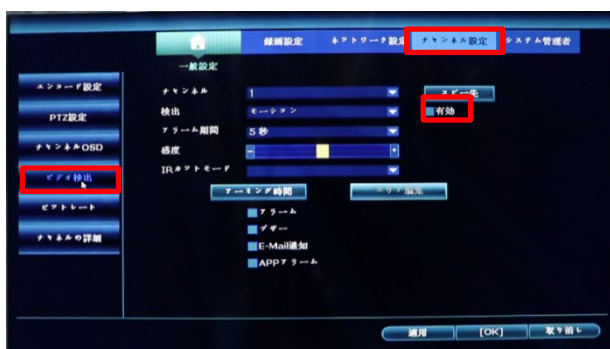 録画設定 ネットワーク設定 チャンネル設定 システム管理者
一般設定
エンコード設定
PTZ設定
チャンネルOSD
ビデオ検出
ビットレート
チャネルの詳細
チャンネル 1 コピー先
検出 モーション 有効
アラーム期間 5 秒
感度 - +
IRカットモード
アーミング時間 エリア編集
アラーム
ブザー
E-Mail通知
APPアラーム
適用 [OK] 取り消し